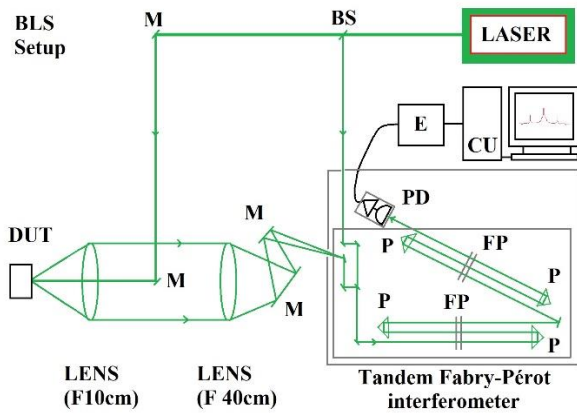 BLS
Setup
M
BS
LASER
E
CU
PD
M
DUT
P
FP
P
M
M
P
FP
P
LENS
(F10cm)
LENS
(F 40cm)
Tandem Fabry-Pérot
interferometer